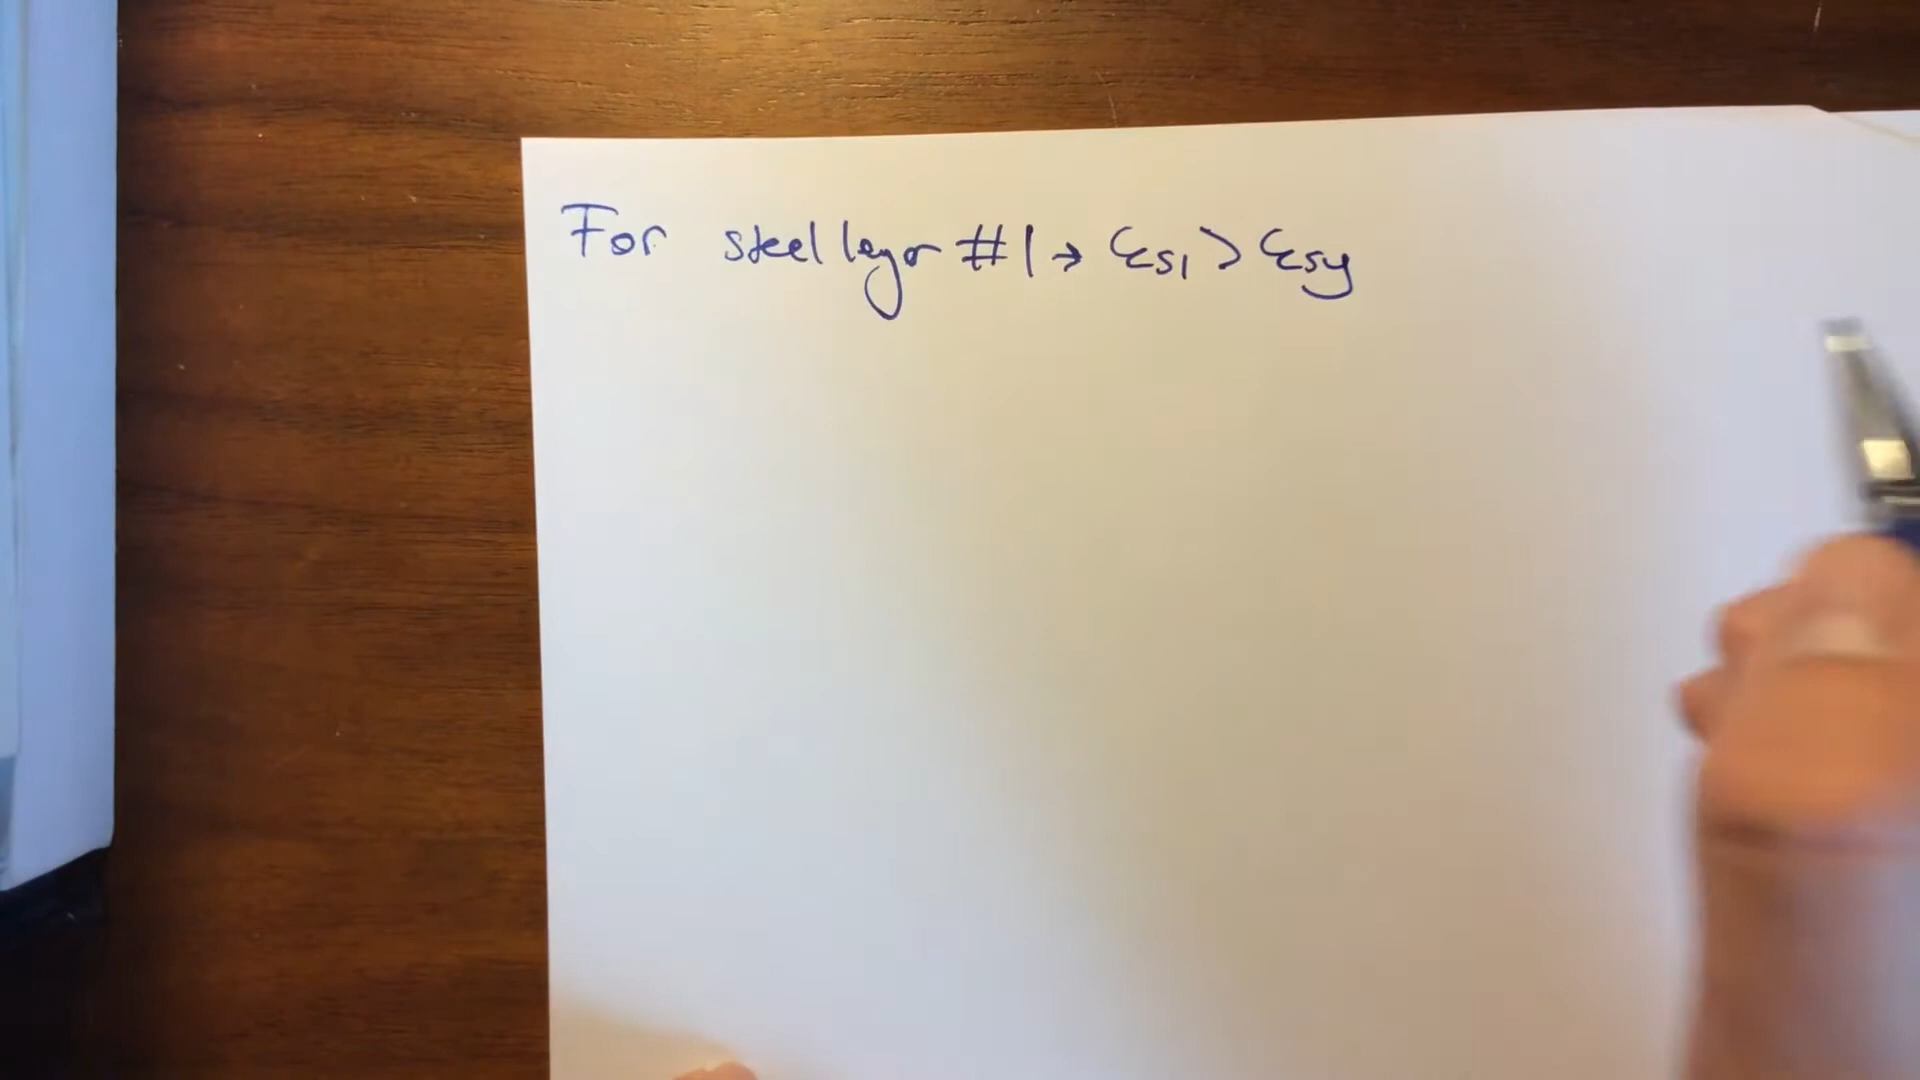 For steel layer #1 → εs1 > εsy